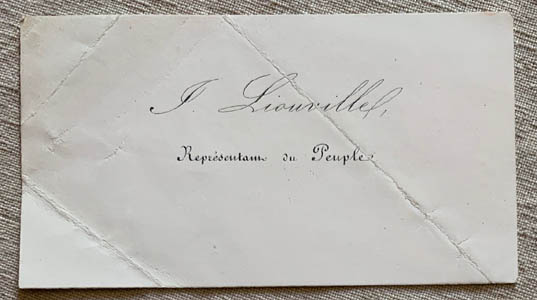 J. Liouville,
Représentant du Peuple.